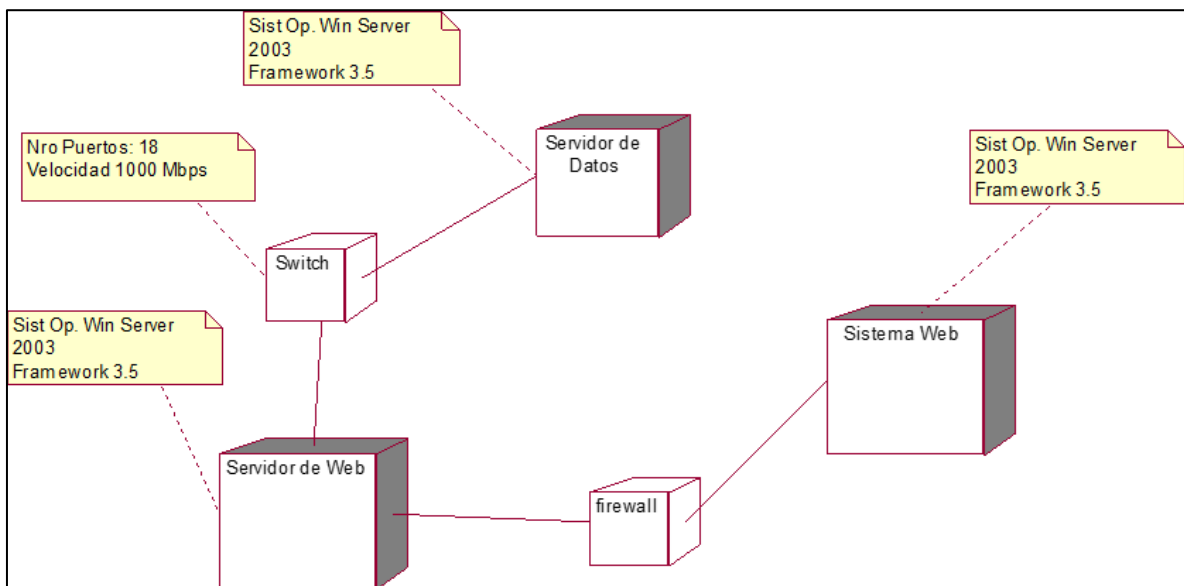 Sist Op. Win Server
2003
Framework 3.5
Nro Puertos: 18
Velocidad 1000 Mbps
Servidor de
Datos
Sist Op. Win Server
2003
Framework 3.5
Switch
Sist Op. Win Server
2003
Framework 3.5
Sistema Web
Servidor de Web
firewall